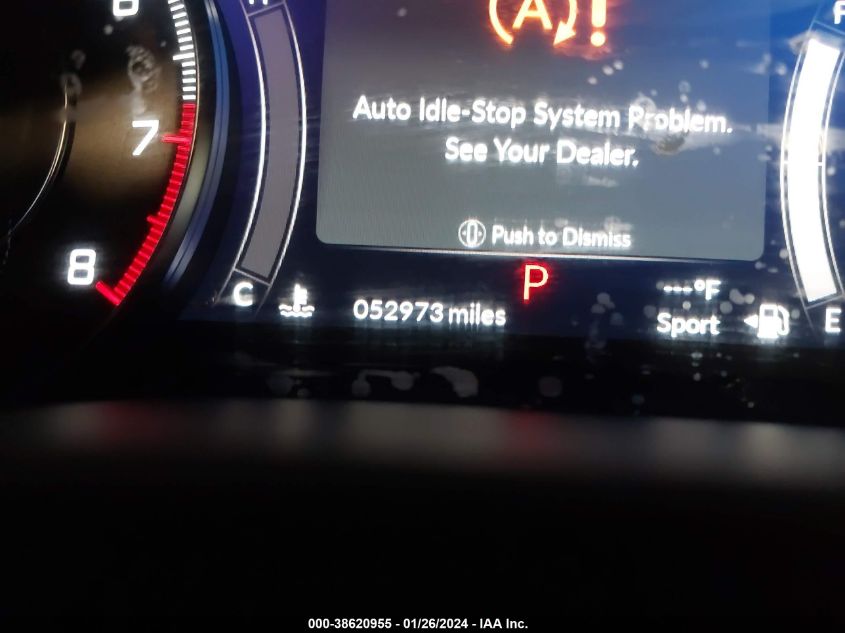 A !
Auto Idle-Stop System Problem.
See Your Dealer.
Push to Dismiss
7
8
C
052973 miles
P
---°F
Sport
E
000-38620955 - 01/26/2024 - IAA Inc.